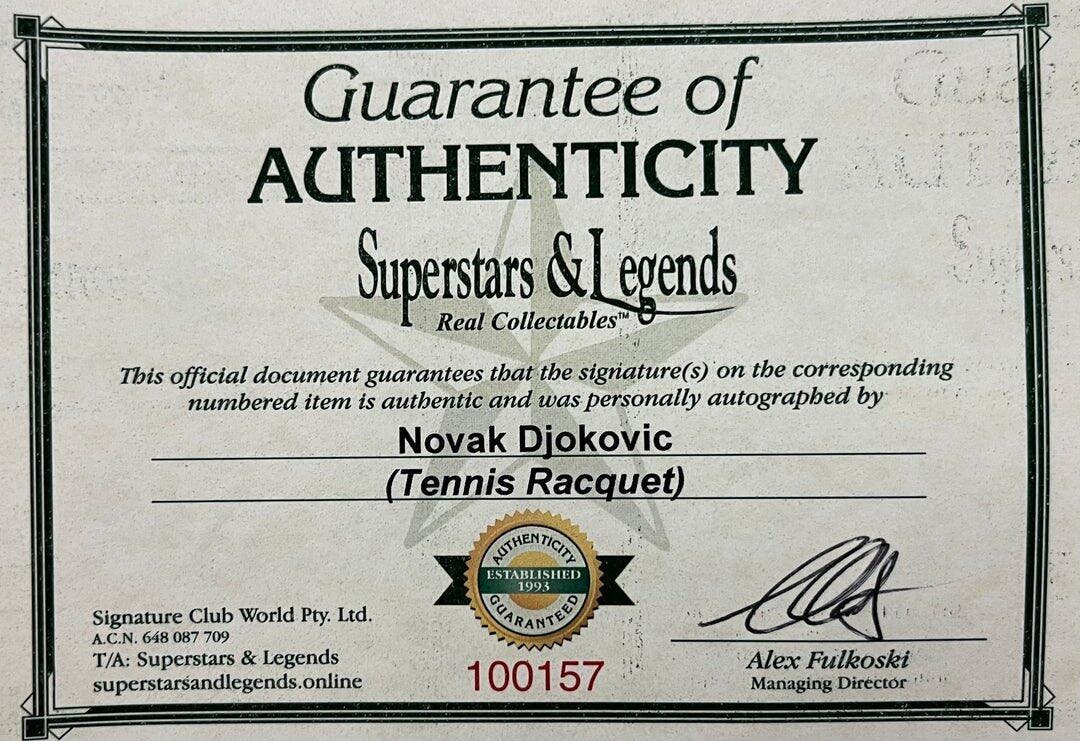 Guarantee of
AUTHENTICITY
Superstars & Legends
Real Collectables™
This official document guarantees that the signature(s) on the corresponding
numbered item is authentic and was personally autographed by
Novak Djokovic
(Tennis Racquet)
AUTHENTICITY
ESTABLISHED
1993
GUARANTEED
100157
Signature Club World Pty. Ltd.
A.C.N. 648 087 709
T/A: Superstars & Legends
superstarsandlegends.online
Alex Fulkoski
Managing Director